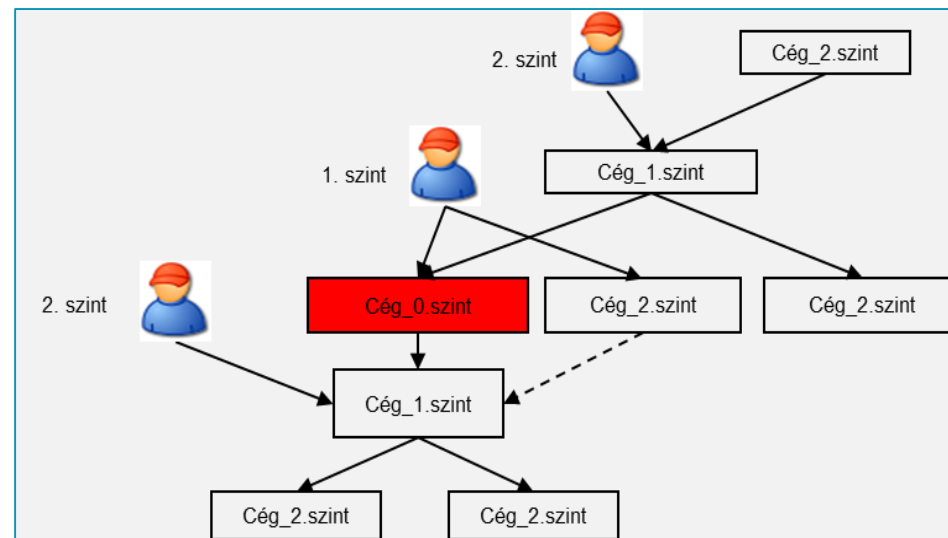 2. szint
Cég_2.szint
Cég_1.szint
1. szint
2. szint
Cég_0.szint
Cég_2.szint
Cég_2.szint
Cég_1.szint
Cég_2.szint
Cég_2.szint